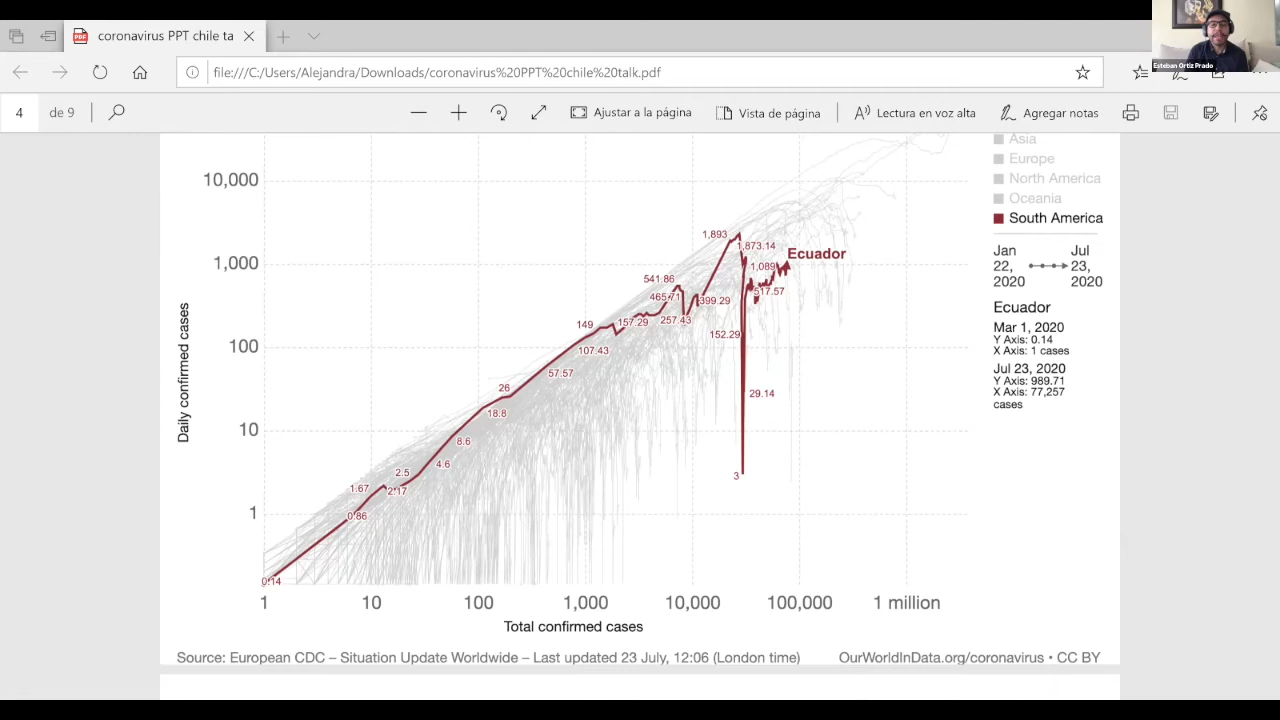 coronavirus PPT chile ta
file:///C:/Users/Alejandra/Downloads/coronavirus%20PPT%20chile%20talk.pdf
Esteban Ortiz Prado
4 de 9
Ajustar a la página
Vista de página
Lectura en voz alta
Agregar notas
Asia
Europe
North America
Oceania
South America
Jan 22, 2020
Jul 23, 2020
Ecuador
Mar 1, 2020
Y Axis: 0.14
X Axis: 1 cases
Jul 23, 2020
Y Axis: 989.71
X Axis: 77,257
cases
Daily confirmed cases
10,000
1,000
100
10
1
1,893
1,873.14
Ecuador
1,089
541.86
517.57
465.71
399.29
149
157.29
257.43
152.29
107.43
57.57
26
29.14
18.8
8.6
4.6
2.5
3
1.67
2.17
0.86
0.14
1
10
100
1,000
10,000
100,000
1 million
Total confirmed cases
Source: European CDC – Situation Update Worldwide – Last updated 23 July, 12:06 (London time)
OurWorldInData.org/coronavirus • CC BY